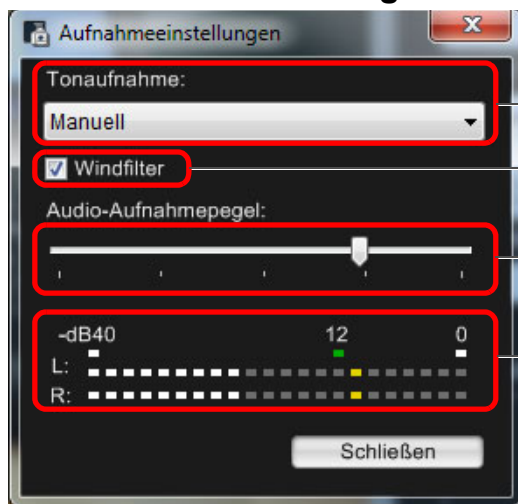 Aufnahmeeinstellungen
Tonaufnahme:
Manuell
Windfilter
Audio-Aufnahmepegel:
-dB40 12 0
L:
R:
Schließen